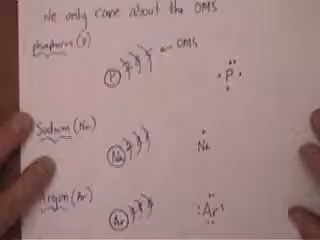 We only care about the OMS
phosphorus (P)
OMS
P
P
Sodium (Na)
Na
Na
Argon (Ar)
Ar
Ar